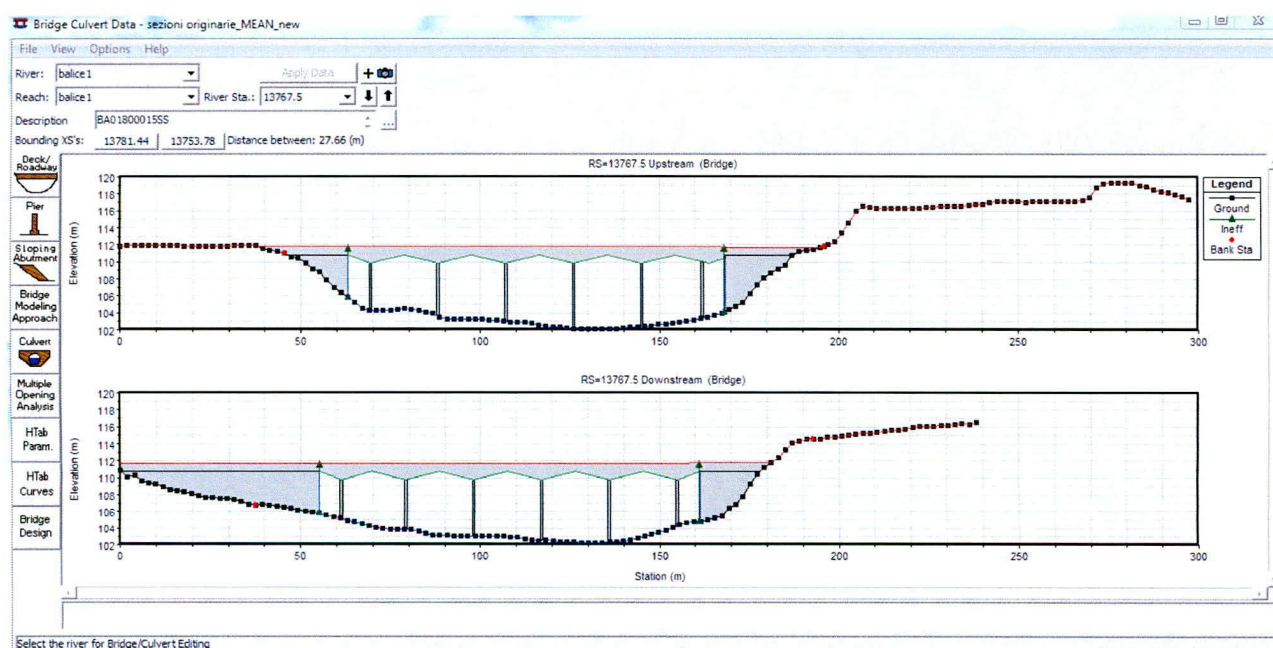 Bridge Culvert Data - sezioni originarie_MEAN_new
File View Options Help
River: balice1 Apply Data
Reach: balice1 River Sta.: 13767.5
Description BA01800015SS
Bounding XS's: 13781.44 13753.78 Distance between: 27.66 (m)
Deck/
Roadway
Pier
Sloping
Abutment
Bridge
Modeling
Approach
Culvert
Multiple
Opening
Analysis
HTab
Param.
HTab
Curves
Bridge
Design
RS=13767.5 Upstream (Bridge)
Elevation (m)
120
118
116
114
112
110
108
106
104
102
0 50 100 150 200 250 300
Legend
Ground
Ineff
Bank Sta
RS=13767.5 Downstream (Bridge)
Elevation (m)
120
118
116
114
112
110
108
106
104
102
0 50 100 150 200 250 300
Station (m)
Select the river for Bridge/Culvert Editing